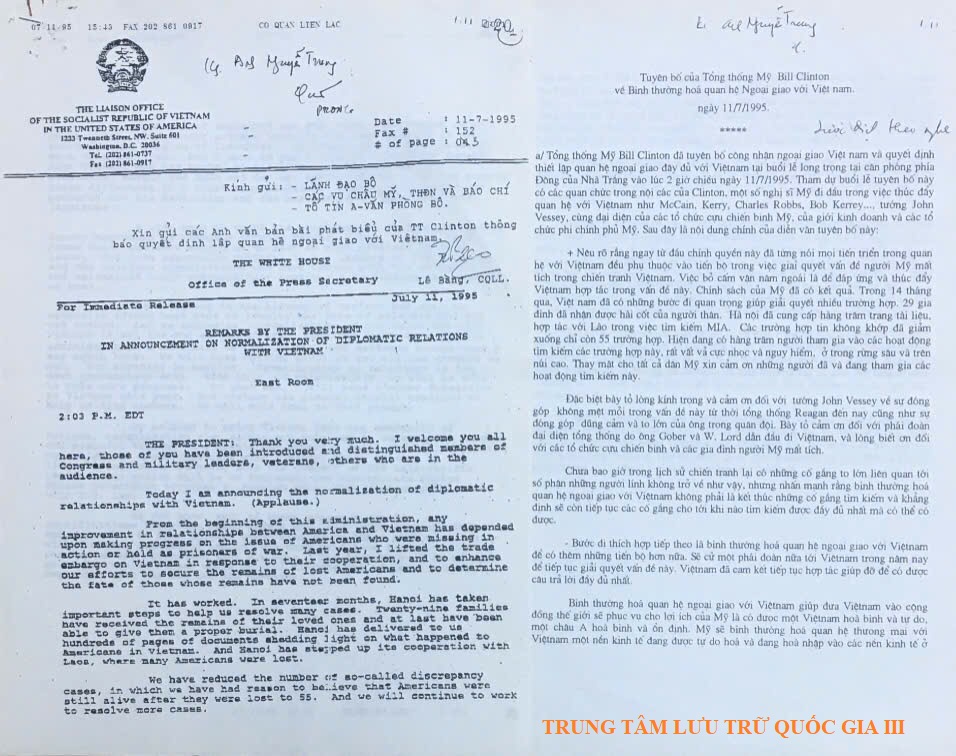 07-11-95 15:45 FAX 202 861 0917 CO QUAN LIEN LAC
Kg. Anh Nguyễn Trung
THE LIAISON OFFICE
OF THE SOCIALIST REPUBLIC OF VIETNAM
IN THE UNITED STATES OF AMERICA
1233 Twentieth Street, NW. Suite 601
Washington, D.C. 20036
Tel. (202) 861-0737
Fax (202) 861-0917
Date : 11-7-1995
Fax # : 152
# of page :
Kính gửi: - LÃNH ĐẠO BỘ
- CÁC VỤ CHÂU MỸ, THĐN VÀ BÁO CHÍ
- TỔ TIN A-VĂN PHÒNG BỘ.
Xin gửi các Anh văn bản bài phát biểu của TT Clinton thông
báo quyết định lập quan hệ ngoại giao với Việtnam.
THE WHITE HOUSE
Office of the Press Secretary
Lê Bàng, CQLL.
For Immediate Release
July 11, 1995
REMARKS BY THE PRESIDENT
IN ANNOUNCEMENT ON NORMALIZATION OF DIPLOMATIC RELATIONS
WITH VIETNAM
East Room
2:03 P.M. EDT
THE PRESIDENT: Thank you very much. I welcome you all
here, those of you have been introduced and distinguished members of
Congress and military leaders, veterans, others who are in the
audience.
Today I am announcing the normalization of diplomatic
relationships with Vietnam. (Applause.)
From the beginning of this administration, any
improvement in relationships between America and Vietnam has depended
upon making progress on the issue of Americans who were missing in
action or held as prisoners of war. Last year, I lifted the trade
embargo on Vietnam in response to their cooperation, and to enhance
our efforts to secure the remains of lost Americans and to determine
the fate of those whose remains have not been found.
It has worked. In seventeen months, Hanoi has taken
important steps to help us resolve many cases. Twenty-nine families
have received the remains of their loved ones and at last have been
able to give them a proper burial. Hanoi has delivered to us
hundreds of pages of documents shedding light on what happened to
Americans in Vietnam. And Hanoi has stepped up its cooperation with
Laos, where many Americans were lost.
We have reduced the number of so-called discrepancy
cases, in which we have had reason to believe that Americans were
still alive after they were lost to 55. And we will continue to work
to resolve more cases.
Nguyễn Trung
Tuyên bố của Tổng thống Mỹ Bill Clinton
về Bình thường hoá quan hệ Ngoại giao với Việt nam.
ngày 11/7/1995.
*****
lược dịch theo nghe
a/ Tổng thống Mỹ Bill Clinton đã tuyên bố công nhận ngoại giao Việt nam và quyết định
thiết lập quan hệ ngoại giao đầy đủ với Việtnam tại buổi lễ long trọng tại căn phòng phía
Đông của Nhà Trắng vào lúc 2 giờ chiều ngày 11/7/1995. Tham dự buổi lễ tuyên bố này
có các quan chức trong nội các của Clinton, một số nghị sĩ Mỹ đi đầu trong việc thúc đẩy
quan hệ với Việtnam như McCain, Kerry, Charles Robbs, Bob Kerrey..., tướng John
Vessey, cùng đại diện của các tổ chức cựu chiến binh Mỹ, của giới kinh doanh và các tổ
chức phi chính phủ Mỹ. Sau đây là nội dung chính của diễn văn tuyên bố này:
+ Nêu rõ rằng ngay từ đầu chính quyền này đã từng nói mọi tiến triển trong quan
hệ với Việtnam đều phụ thuộc vào tiến bộ trong việc giải quyết vấn đề người Mỹ mất
tích trong chiến tranh Việtnam. Việc bỏ cấm vận năm ngoái là để đáp ứng và thúc đẩy
Việtnam hợp tác trong vấn đề này. Chính sách của Mỹ đã có kết quả. Trong 14 tháng
qua, Việt nam đã có những bước đi quan trọng giúp giải quyết nhiều trường hợp. 29 gia
đình đã nhận được hài cốt của người thân. Hà nội đã cung cấp hàng trăm trang tài liệu,
hợp tác với Lào trong việc tìm kiếm MIA. Các trường hợp tin không khớp đã giảm
xuống chỉ còn 55 trường hợp. Hiện đang có hàng trăm người tham gia vào các hoạt động
tìm kiếm các trường hợp này, rất vất vả cực nhọc và nguy hiểm, ở trong rừng sâu và trên
núi cao. Thay mặt cho tất cả dân Mỹ xin cảm ơn những người đã và đang tham gia các
hoạt động tìm kiếm này.
Đặc biệt bày tỏ lòng kính trọng và cảm ơn đối với tướng John Vessey về sự đóng
góp không mệt mỏi trong vấn đề này từ thời tổng thống Reagan đến nay cũng như sự
đóng góp dũng cảm và to lớn của ông trong quân đội. Bày tỏ cảm ơn đối với phái đoàn
đại diện tổng thống do ông Gober và W. Lord dẫn đầu đi Việtnam, và lòng biết ơn đối
với các tổ chức cựu chiến binh và các gia đình người Mỹ mất tích.
Chưa bao giờ trong lịch sử chiến tranh lại có những cố gắng to lớn liên quan tới
số phận những người lính không trở về như vậy, nhưng nhấn mạnh rằng bình thường hoá
quan hệ ngoại giao với Việtnam không phải là kết thúc những cố gắng tìm kiếm và khẳng
định sẽ còn tiếp tục các cố gắng cho tới khi nào tìm kiếm được đầy đủ nhất mà có thể có
được.
- Bước đi thích hợp tiếp theo là bình thường hoá quan hệ ngoại giao với Việtnam
để có thêm những tiến bộ hơn nữa. Sẽ cử một phái đoàn nữa tới Việtnam trong năm nay
để tiếp tục giải quyết vấn đề này. Việtnam đã cam kết tiếp tục hợp tác giúp đỡ để có được
câu trả lời đầy đủ nhất.
Bình thường hoá quan hệ ngoại giao với Việtnam giúp đưa Việtnam vào cộng
đồng thế giới sẽ phục vụ cho lợi ích của Mỹ là có được một Việtnam hoà bình và tự do,
một châu A hoà bình và ổn định. Mỹ sẽ bình thường hoá quan hệ thương mại với
Việtnam một nền kinh tế đang được tự do hoá và đang hoà nhập vào các nền kinh tế ở
TRUNG TÂM LƯU TRỮ QUỐC GIA III